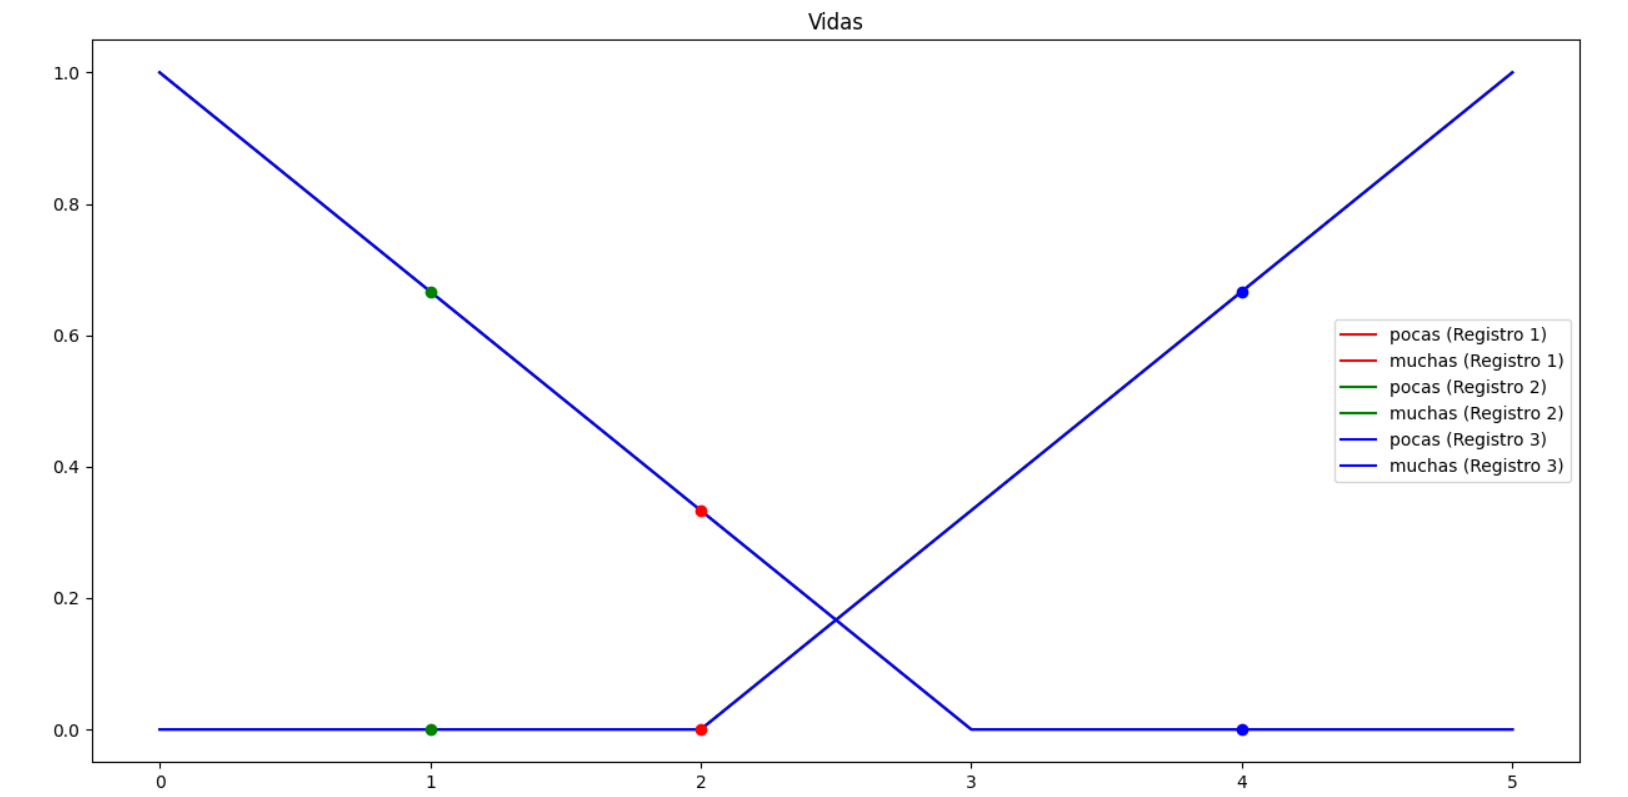 Vidas
1.0
0.8
0.6
0.4
0.2
0.0
0 1 2 3 4 5
pocas (Registro 1)
muchas (Registro 1)
pocas (Registro 2)
muchas (Registro 2)
pocas (Registro 3)
muchas (Registro 3)